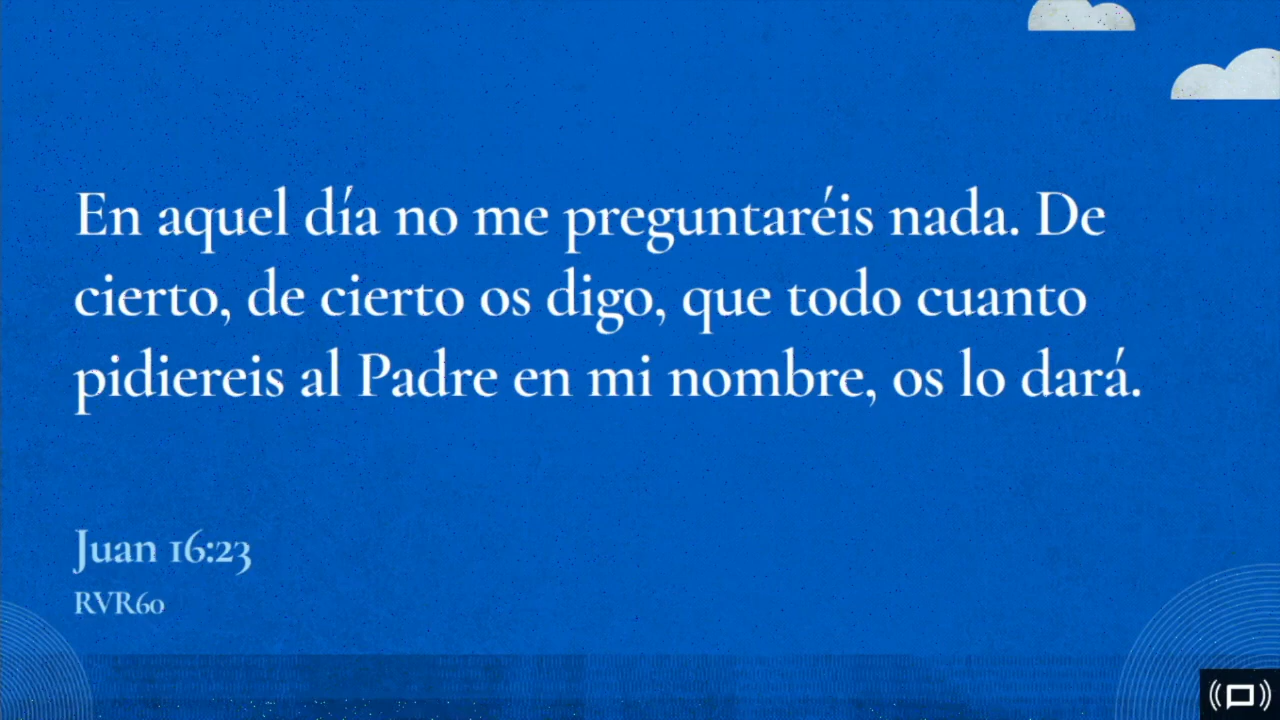 En aquel día no me preguntaréis nada. De
cierto, de cierto os digo, que todo cuanto
pidiereis al Padre en mi nombre, os lo dará.
Juan 16:23
RVR60